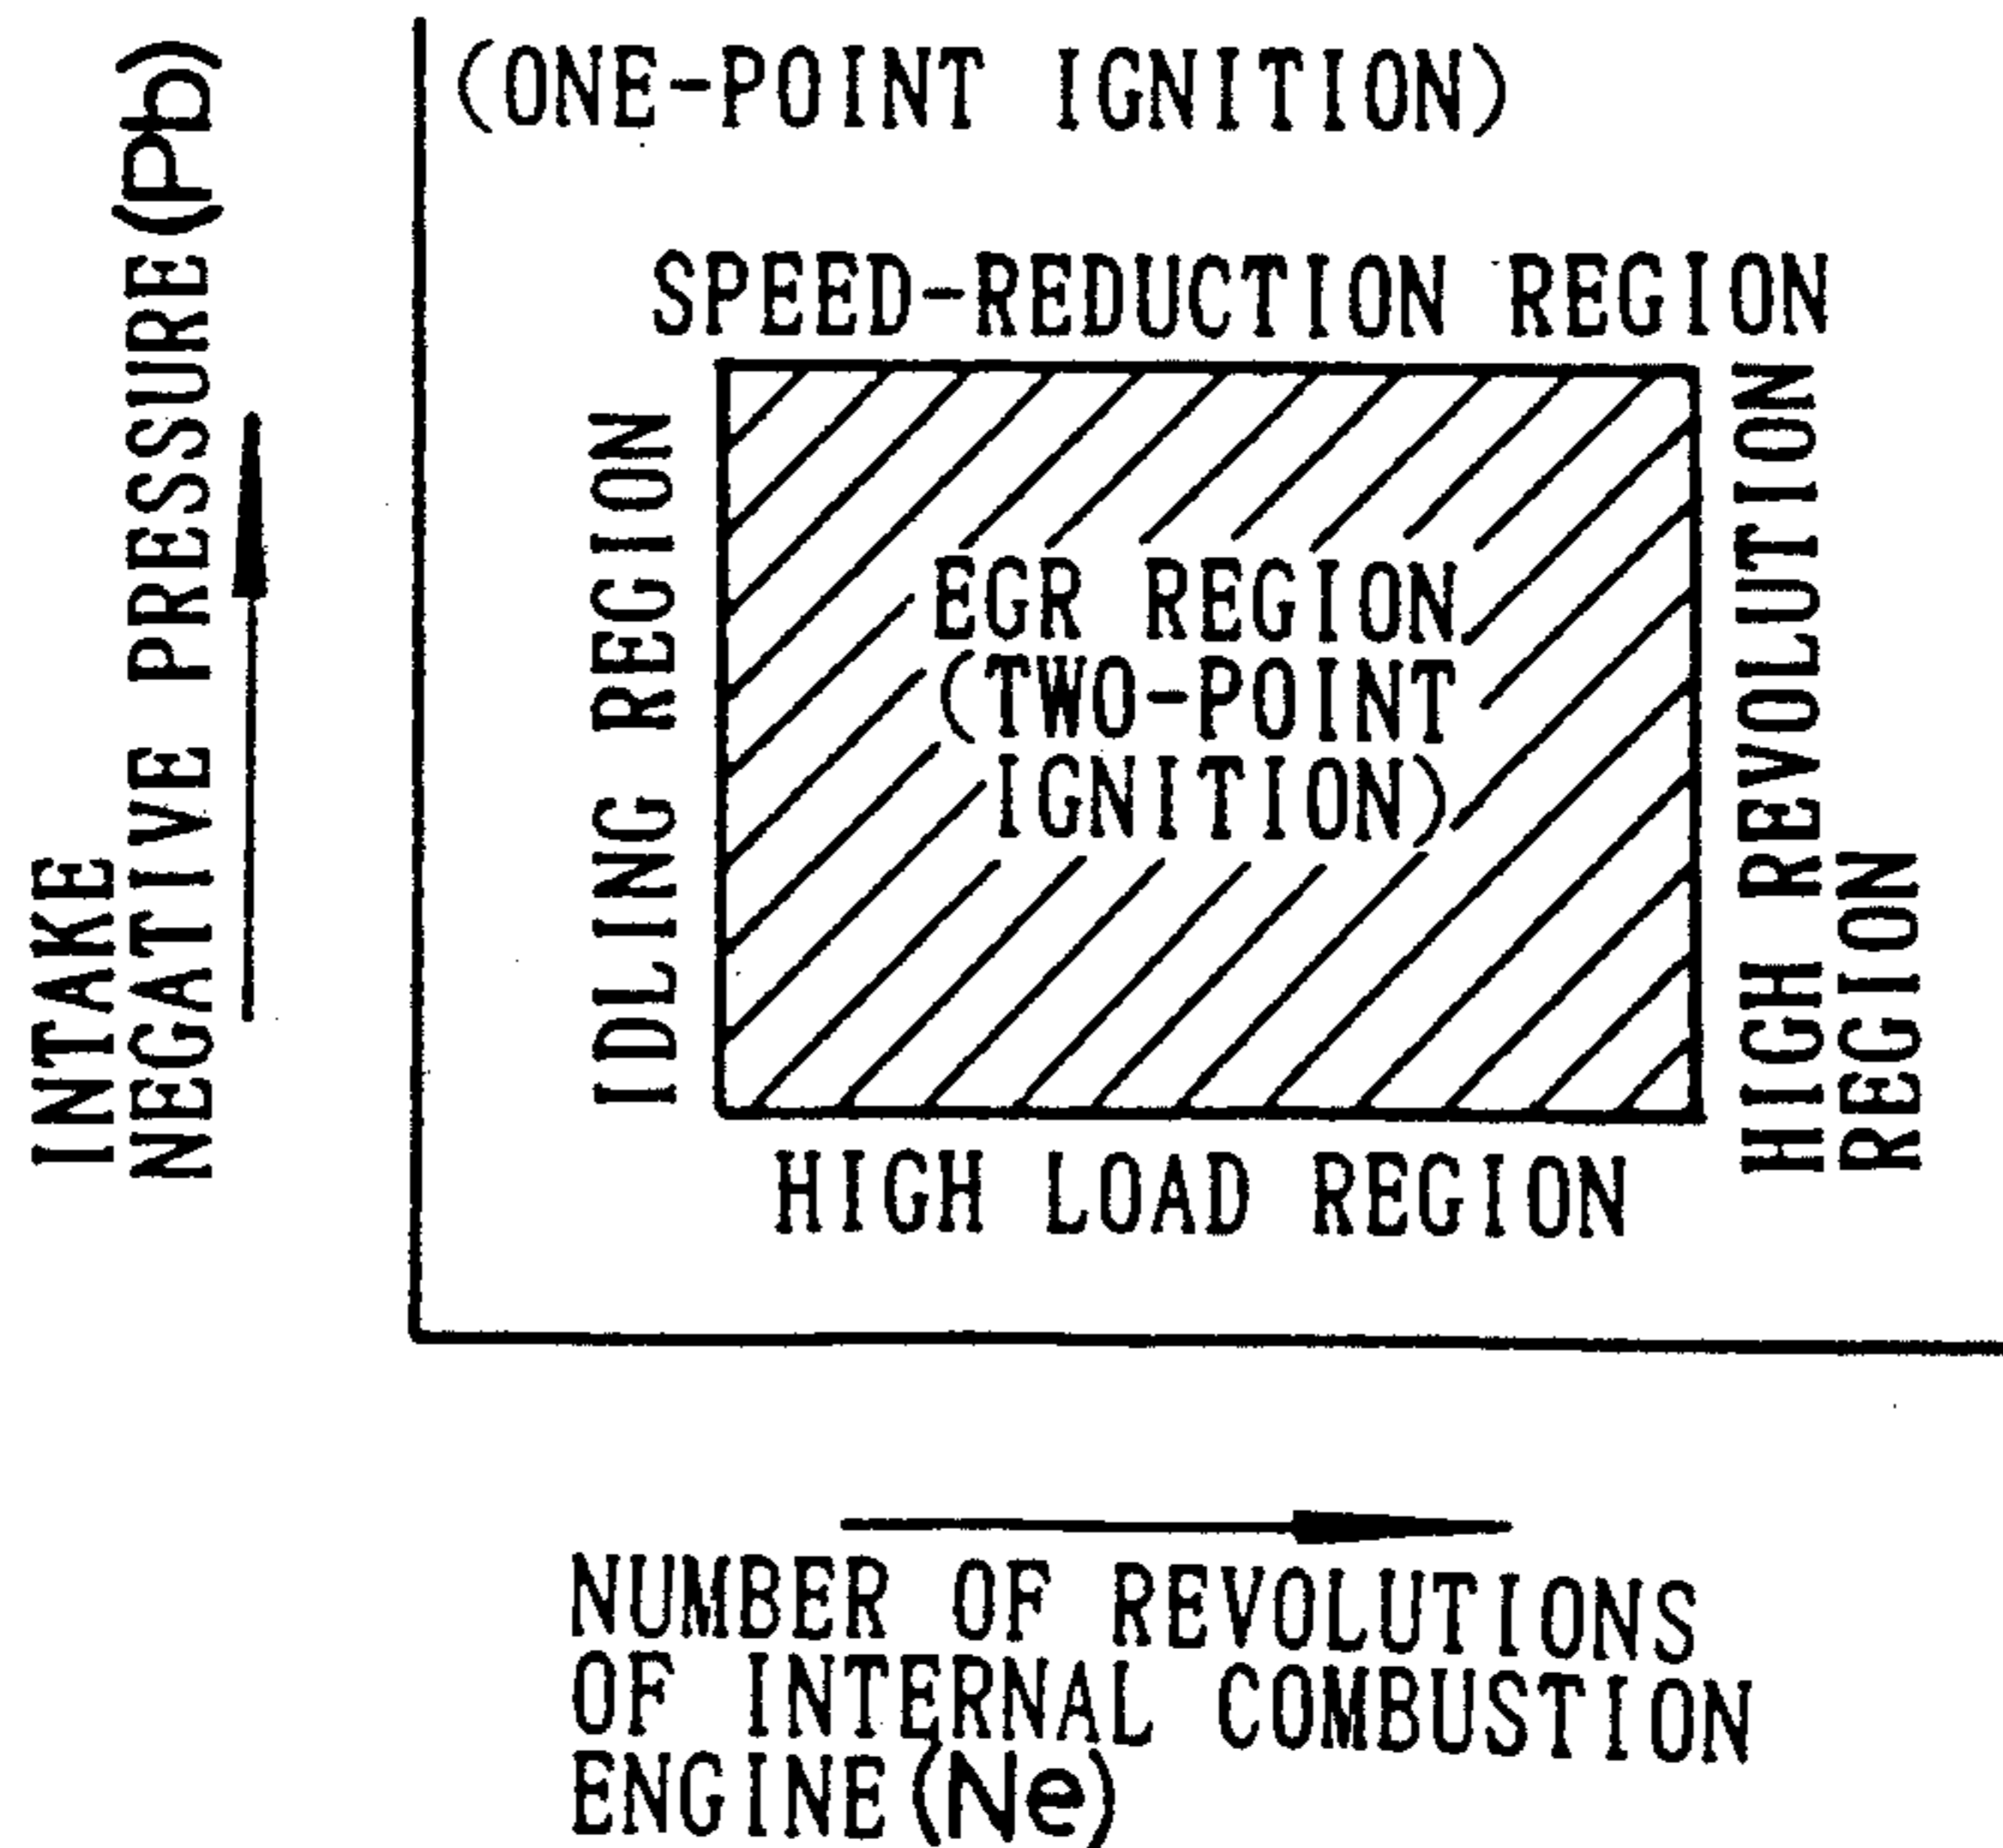 INTAKE
NEGATIVE PRESSURE(Pb)
(ONE-POINT IGNITION)
SPEED-REDUCTION REGION
IDLING REGION
EGR REGION
(TWO-POINT
IGNITION)
HIGH REVOLUTION
REGION
HIGH LOAD REGION
NUMBER OF REVOLUTIONS
OF INTERNAL COMBUSTION
ENGINE(Ne)